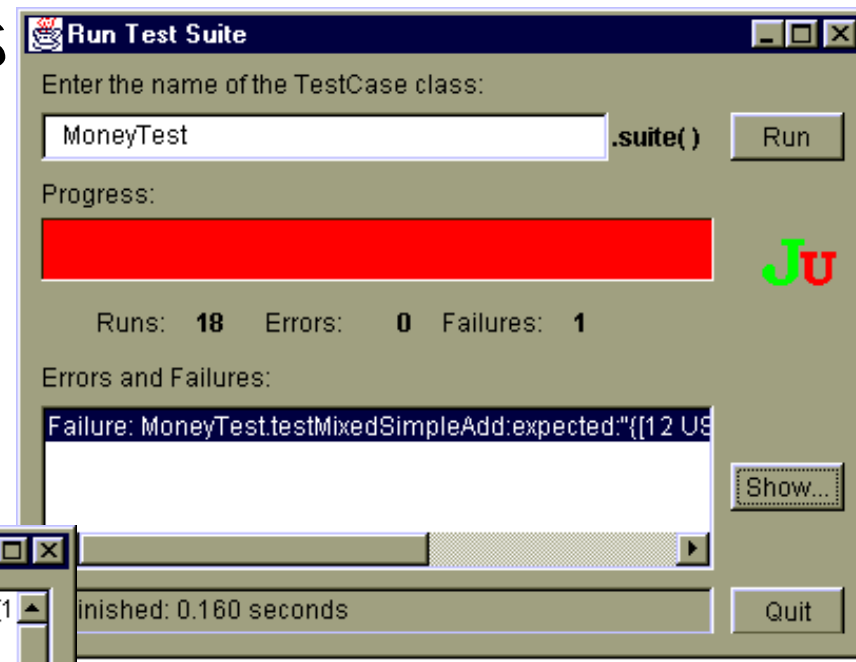 S
Run Test Suite
Enter the name of the TestCase class:
MoneyTest .suite( ) Run
Progress:
JU
Runs: 18 Errors: 0 Failures: 1
Errors and Failures:
Failure: MoneyTest.testMixedSimpleAdd:expected:"{[12 US
Show...
inished: 0.160 seconds
Quit